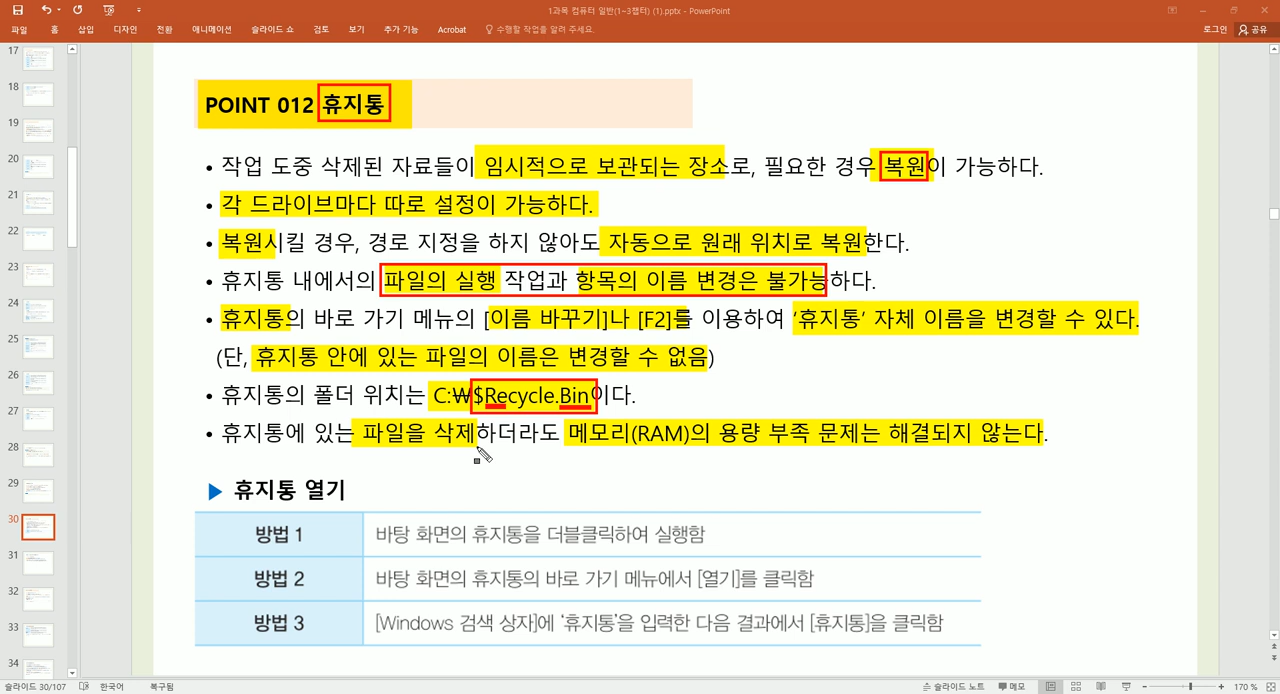 1과목 컴퓨터 일반(1~3챕터) (1).pptx - PowerPoint
파일 홈 삽입 디자인 전환 애니메이션 슬라이드 쇼 검토 보기 추가 기능 Acrobat 수행할 작업을 알려 주세요. 로그인 공유
17
18
19
20
21
22
23
24
25
26
27
28
29
30
31
32
33
34
POINT 012 휴지통
• 작업 도중 삭제된 자료들이 임시적으로 보관되는 장소로, 필요한 경우 복원이 가능하다.
• 각 드라이브마다 따로 설정이 가능하다.
• 복원시킬 경우, 경로 지정을 하지 않아도 자동으로 원래 위치로 복원한다.
• 휴지통 내에서의 파일의 실행 작업과 항목의 이름 변경은 불가능하다.
• 휴지통의 바로 가기 메뉴의 [이름 바꾸기]나 [F2]를 이용하여 ‘휴지통’ 자체 이름을 변경할 수 있다.
(단, 휴지통 안에 있는 파일의 이름은 변경할 수 없음)
• 휴지통의 폴더 위치는 C:₩$Recycle.Bin이다.
• 휴지통에 있는 파일을 삭제하더라도 메모리(RAM)의 용량 부족 문제는 해결되지 않는다.
▶ 휴지통 열기
방법 1 바탕 화면의 휴지통을 더블클릭하여 실행함
방법 2 바탕 화면의 휴지통의 바로 가기 메뉴에서 [열기]를 클릭함
방법 3 [Windows 검색 상자]에 ‘휴지통’을 입력한 다음 결과에서 [휴지통]을 클릭함
슬라이드 30/107 한국어 복구됨 슬라이드 노트 메모 170 %